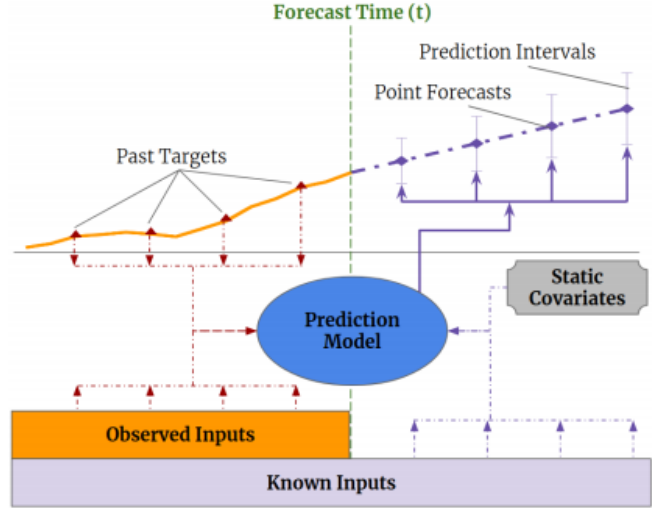 Forecast Time (t)
Prediction Intervals
Point Forecasts
Past Targets
Static
Covariates
Prediction
Model
Observed Inputs
Known Inputs